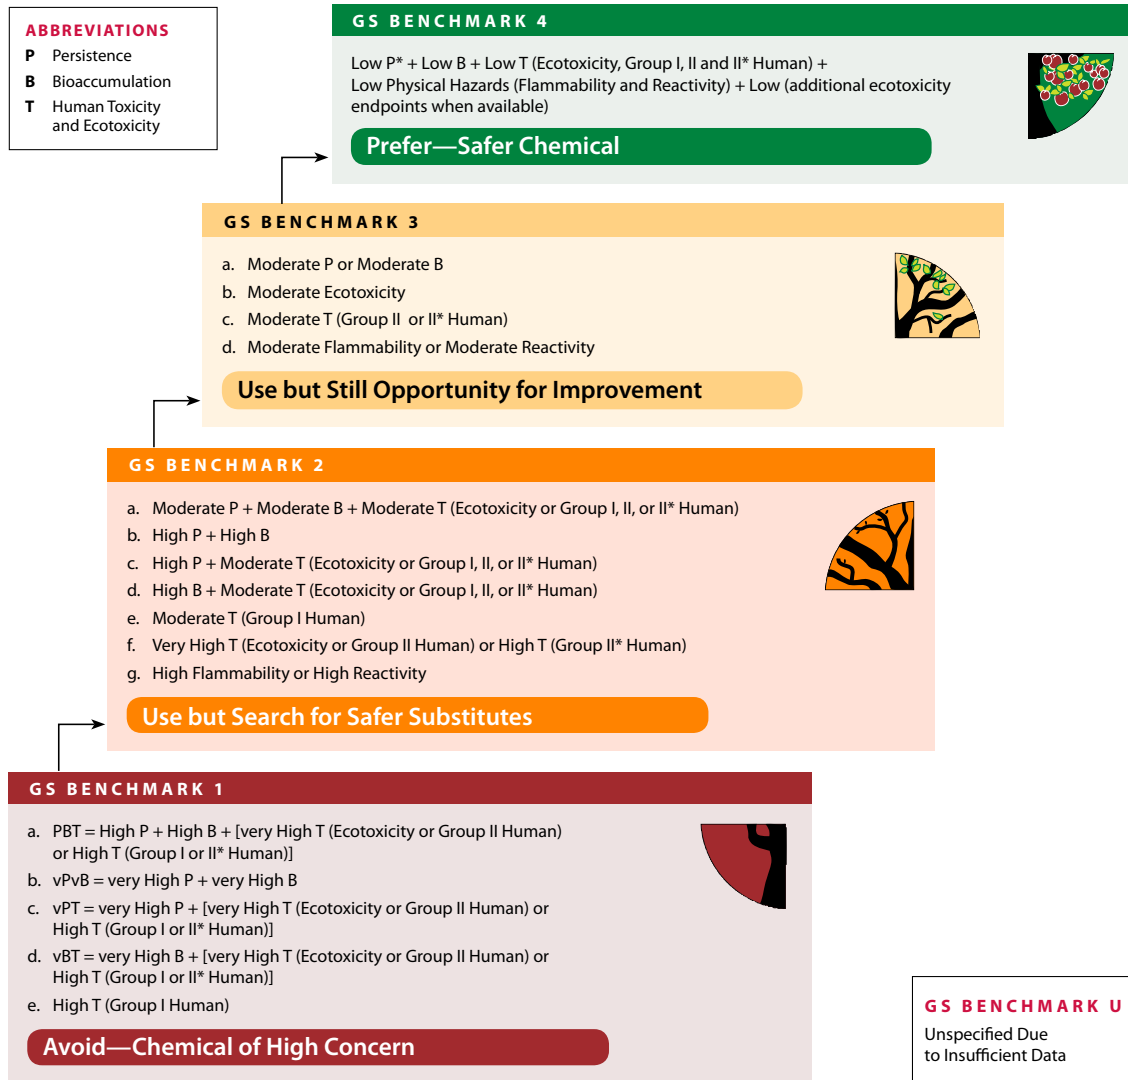 ABBREVIATIONS
P Persistence
B Bioaccumulation
T Human Toxicity
and Ecotoxicity
GS BENCHMARK 4
Low P* + Low B + Low T (Ecotoxicity, Group I, II and II* Human) +
Low Physical Hazards (Flammability and Reactivity) + Low (additional ecotoxicity
endpoints when available)
Prefer—Safer Chemical
GS BENCHMARK 3
a. Moderate P or Moderate B
b. Moderate Ecotoxicity
c. Moderate T (Group II or II* Human)
d. Moderate Flammability or Moderate Reactivity
Use but Still Opportunity for Improvement
GS BENCHMARK 2
a. Moderate P + Moderate B + Moderate T (Ecotoxicity or Group I, II, or II* Human)
b. High P + High B
c. High P + Moderate T (Ecotoxicity or Group I, II, or II* Human)
d. High B + Moderate T (Ecotoxicity or Group I, II, or II* Human)
e. Moderate T (Group I Human)
f. Very High T (Ecotoxicity or Group II Human) or High T (Group II* Human)
g. High Flammability or High Reactivity
Use but Search for Safer Substitutes
GS BENCHMARK 1
a. PBT = High P + High B + [very High T (Ecotoxicity or Group II Human)
or High T (Group I or II* Human)]
b. vPvB = very High P + very High B
c. vPT = very High P + [very High T (Ecotoxicity or Group II Human) or
High T (Group I or II* Human)]
d. vBT = very High B + [very High T (Ecotoxicity or Group II Human) or
High T (Group I or II* Human)]
e. High T (Group I Human)
Avoid—Chemical of High Concern
GS BENCHMARK U
Unspecified Due
to Insufficient Data